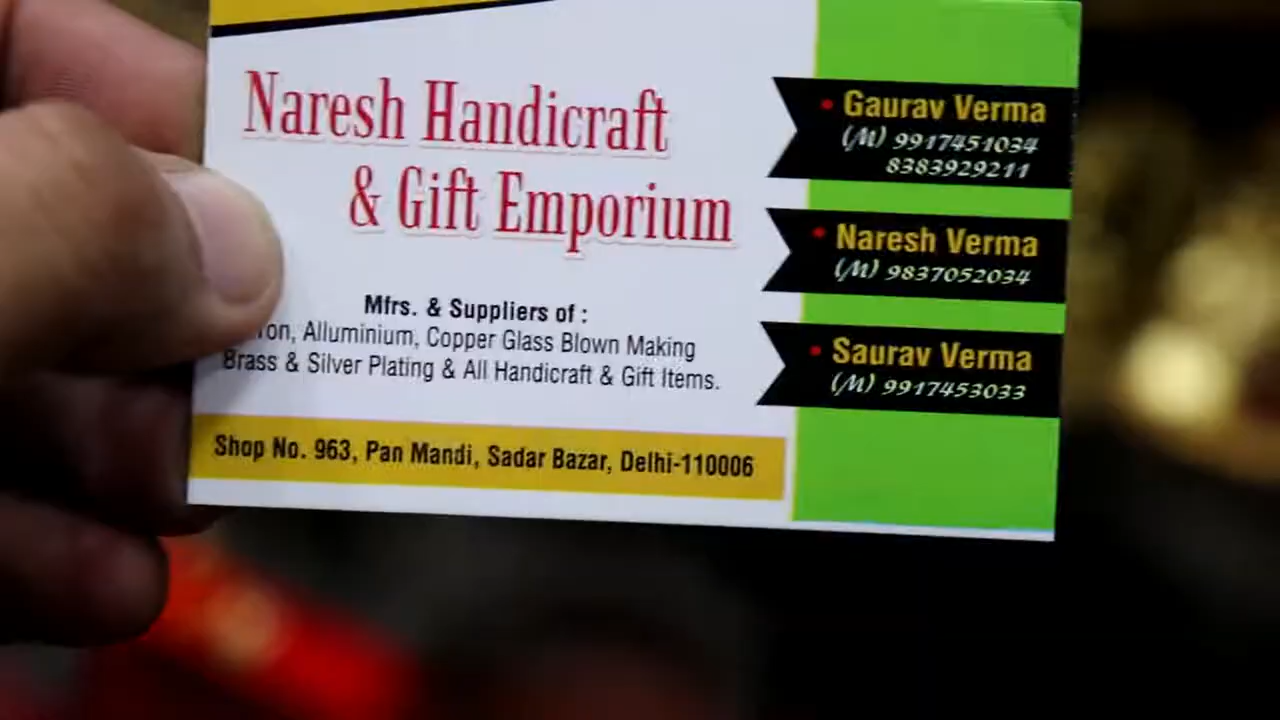 Naresh Handicraft
& Gift Emporium
Mfrs. & Suppliers of :
Alluminium, Copper Glass Blown Making
Brass & Silver Plating & All Handicraft & Gift Items.
Shop No. 963, Pan Mandi, Sadar Bazar, Delhi-110006
• Gaurav Verma
(M) 9917451034
8383929211
• Naresh Verma
(M) 9837052034
• Saurav Verma
(M) 9917453033